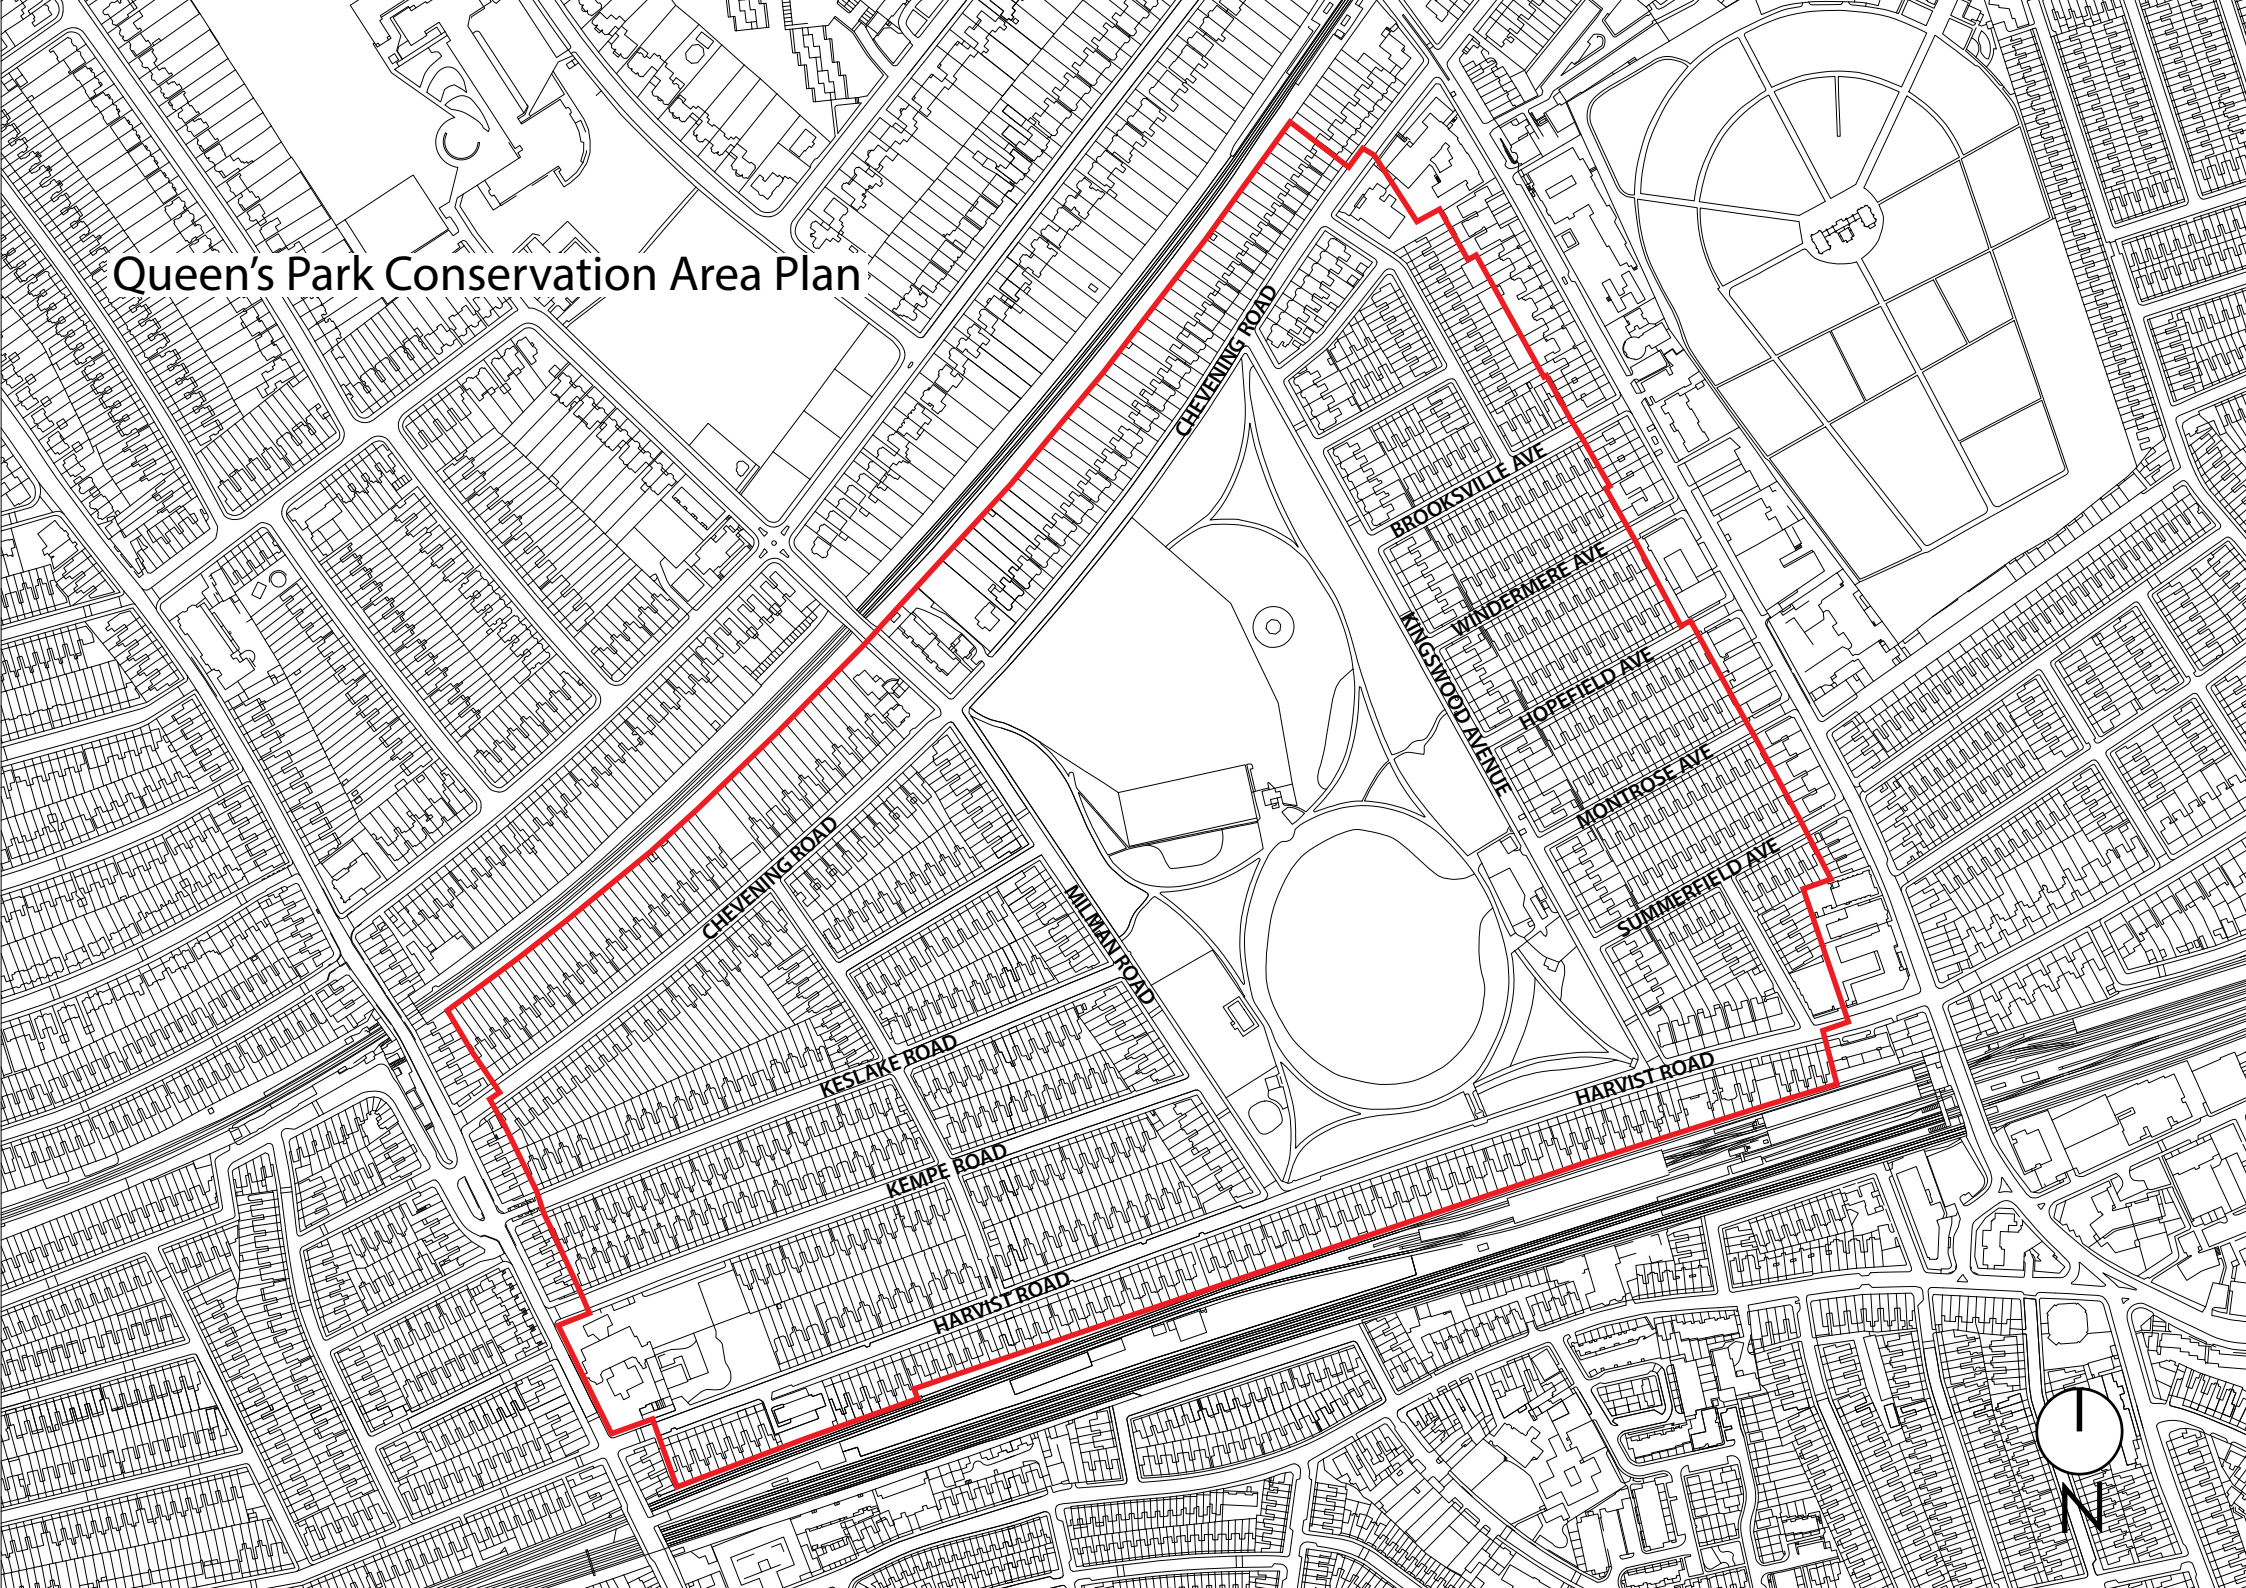 Queen’s Park Conservation Area Plan
CHEVENING ROAD
BROOKSVILLE AVE
WINDERMERE AVE
KINGSWOOD AVENUE
HOPEFIELD AVE
MONTROSE AVE
CHEVENING ROAD
SUMMERFIELD AVE
MILMAN ROAD
KESLAKE ROAD
HARVIST ROAD
KEMPE ROAD
HARVIST ROAD
N